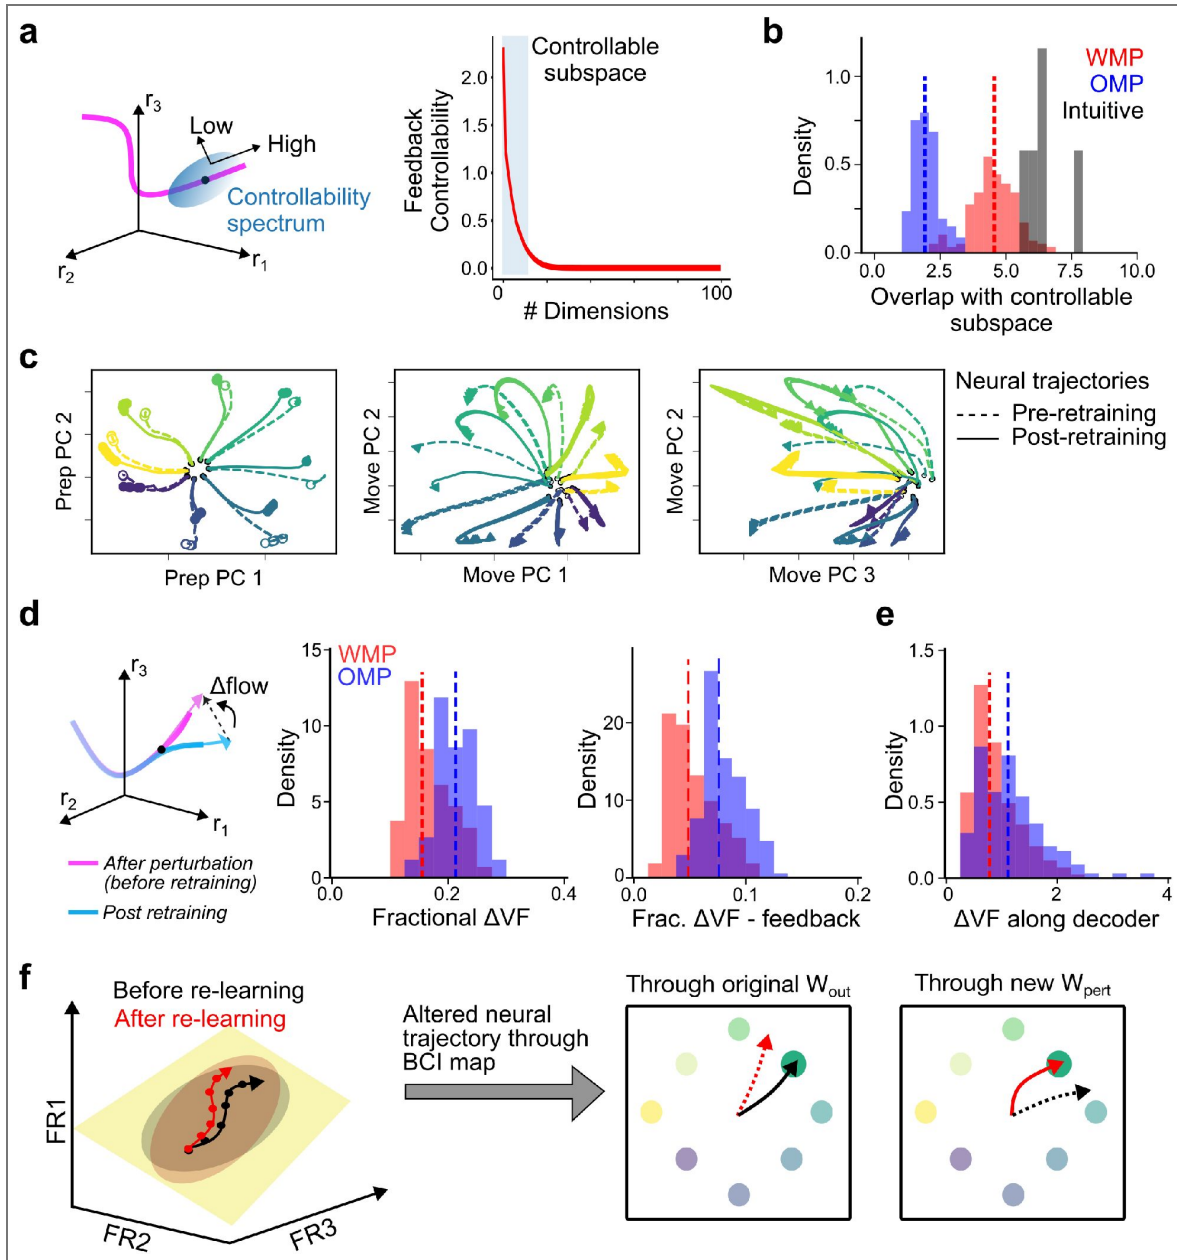 a
r3
Low
High
Controllability
spectrum
r2
r1
Feedback
Controllability
Controllable
subspace
2.0
1.5
1.0
0.5
0.0
0
100
# Dimensions
b
WMP
OMP
Intuitive
Density
1.0
0.5
0.0
0.0
2.5
5.0
7.5
10.0
Overlap with controllable
subspace
c
Prep PC 2
Prep PC 1
Move PC 2
Move PC 1
Move PC 2
Move PC 3
Neural trajectories
Pre-retraining
Post-retraining
d
r3
Δflow
r2
r1
After perturbation
(before retraining)
Post retraining
WMP
OMP
Density
15
10
5
0
0.0
0.2
0.4
Fractional ΔVF
Density
20
10
0
0.0
0.1
0.2
Frac. ΔVF - feedback
e
1.5
1.0
0.5
0.0
0
2
4
ΔVF along decoder
f
Before re-learning
After re-learning
FR1
FR2
FR3
Altered neural
trajectory through
BCI map
Through original Wout
Through new Wpert